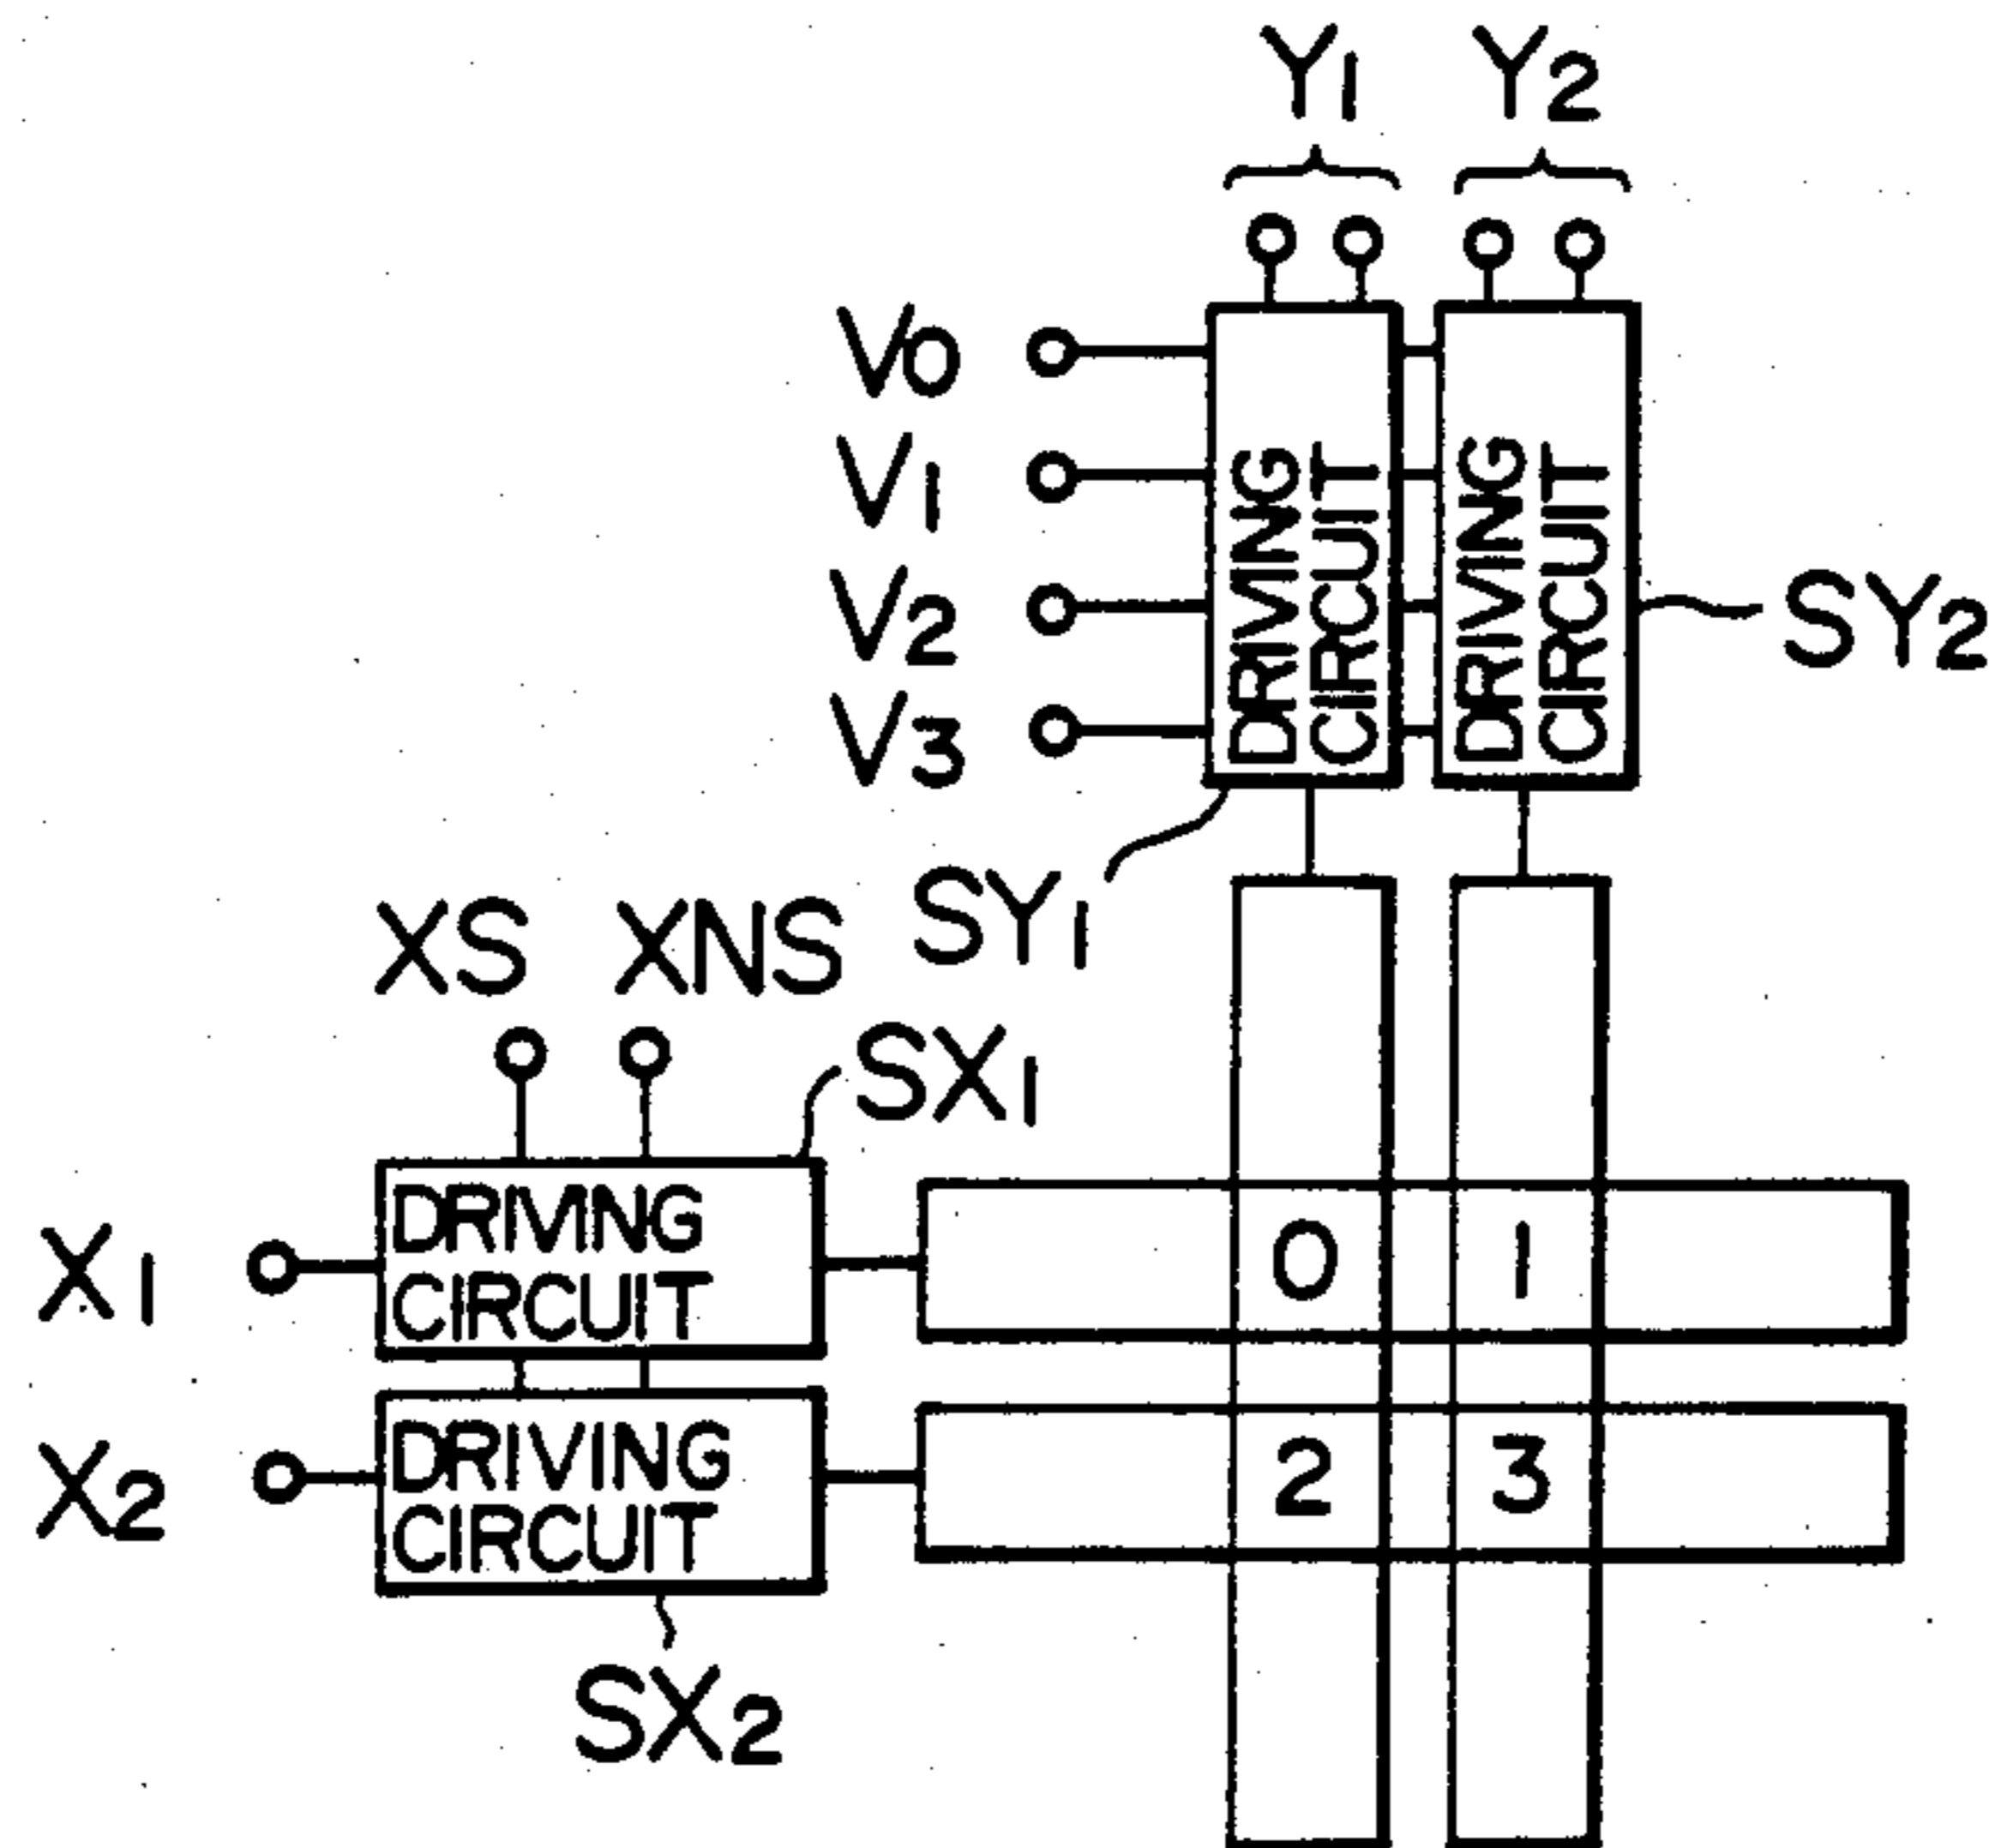 Y1 Y2
V0
V1
V2
V3
DRIVING
CIRCUIT
DRIVING
CIRCUIT
SY2
SY1
XS XNS
SX1
X1
DRIVING
CIRCUIT
0 1
X2
DRIVING
CIRCUIT
2 3
SX2